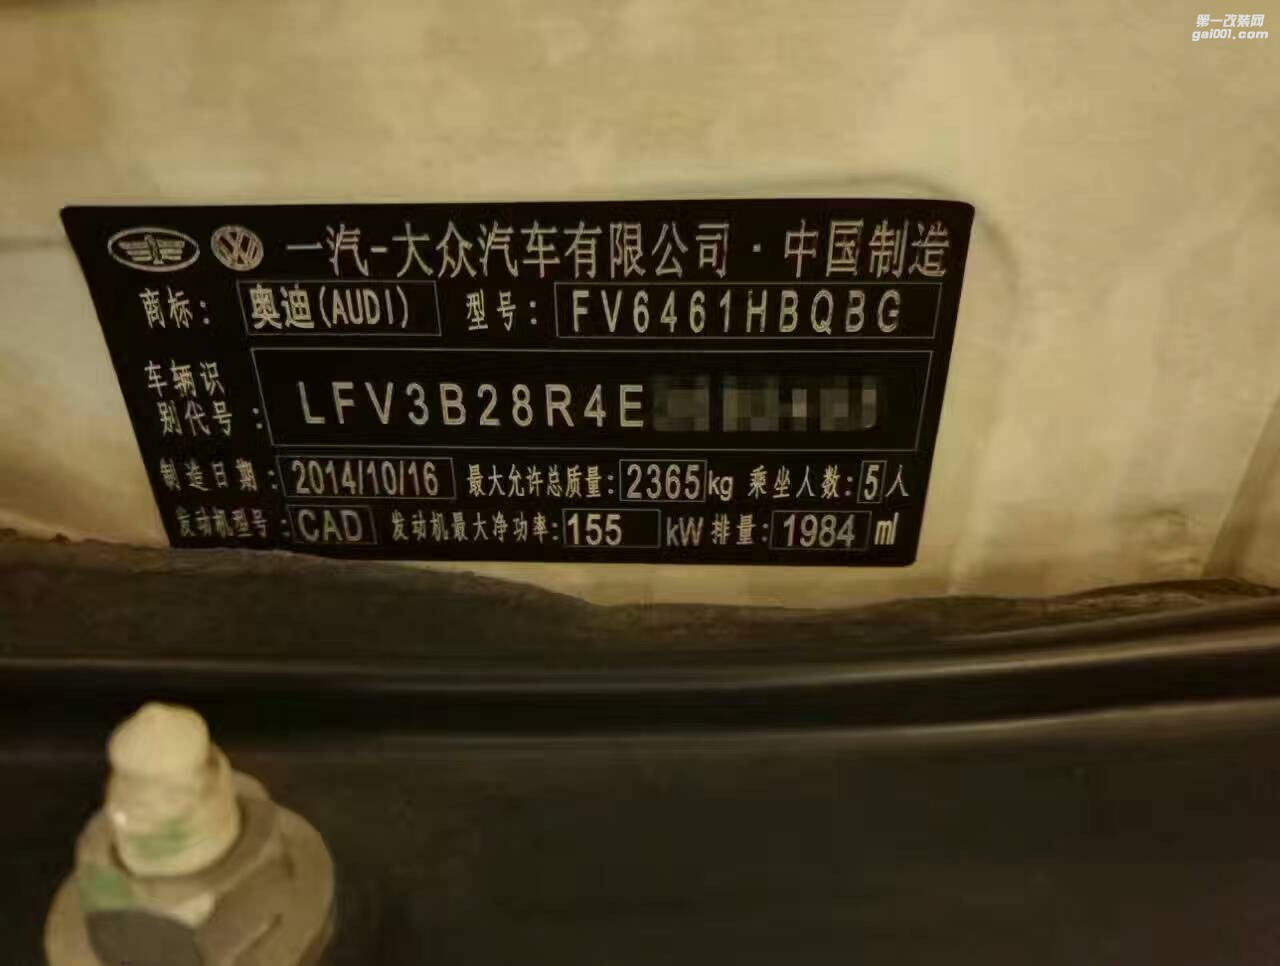 第一改装网
gai001.com
一汽-大众汽车有限公司·中国制造
商标: 奥迪(AUDI) 型号: FV6461HBQBG
车辆识
别代号: LFV3B28R4E
制造日期: 2014/10/16 最大允许总质量: 2365kg 乘坐人数: 5人
发动机型号: CAD 发动机最大净功率: 155 kW 排量: 1984 ml